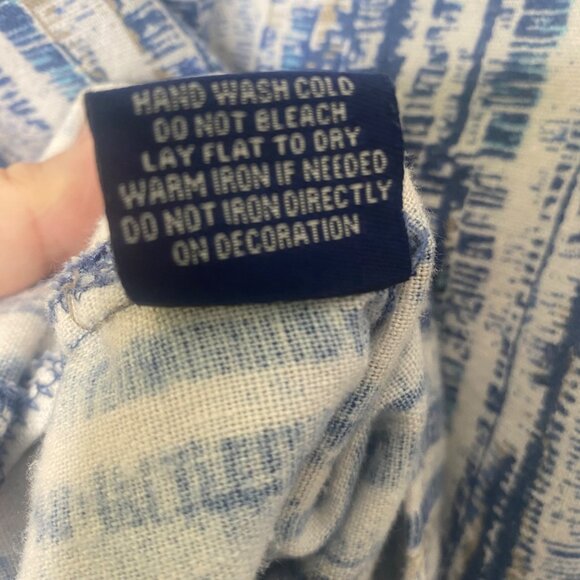 HAND WASH COLD
DO NOT BLEACH
LAY FLAT TO DRY
WARM IRON IF NEEDED
DO NOT IRON DIRECTLY
ON DECORATION